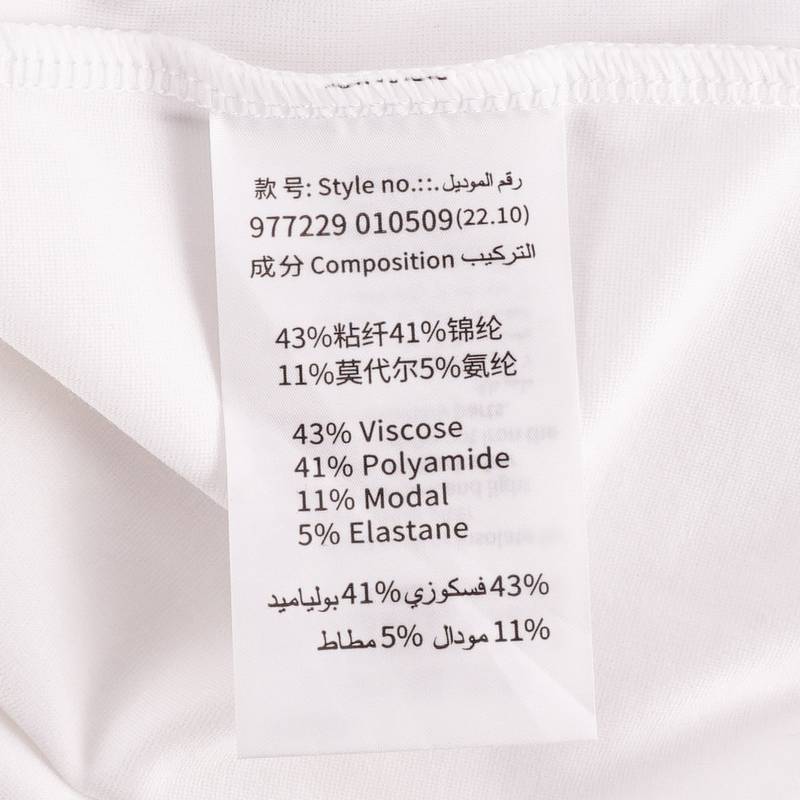 款 号: Style no.::. رقم الموديل
977229 010509(22.10)
成分 Composition التركيب
43%粘纤41%锦纶
11%莫代尔5%氨纶
43% Viscose
41% Polyamide
11% Modal
5% Elastane
43% فسكوزي 41% بولياميد
11% مودال 5% مطاط